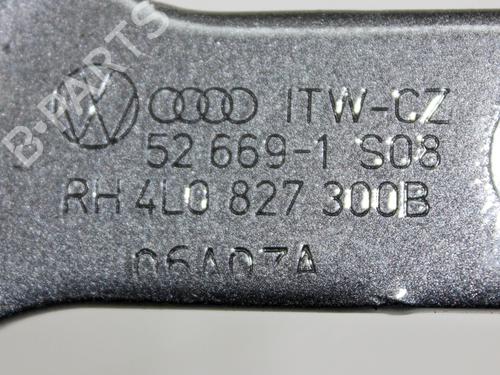 ITW-CZ
52 669-1 S08
RH 4L0 827 300B
06A07A
B-PARTS